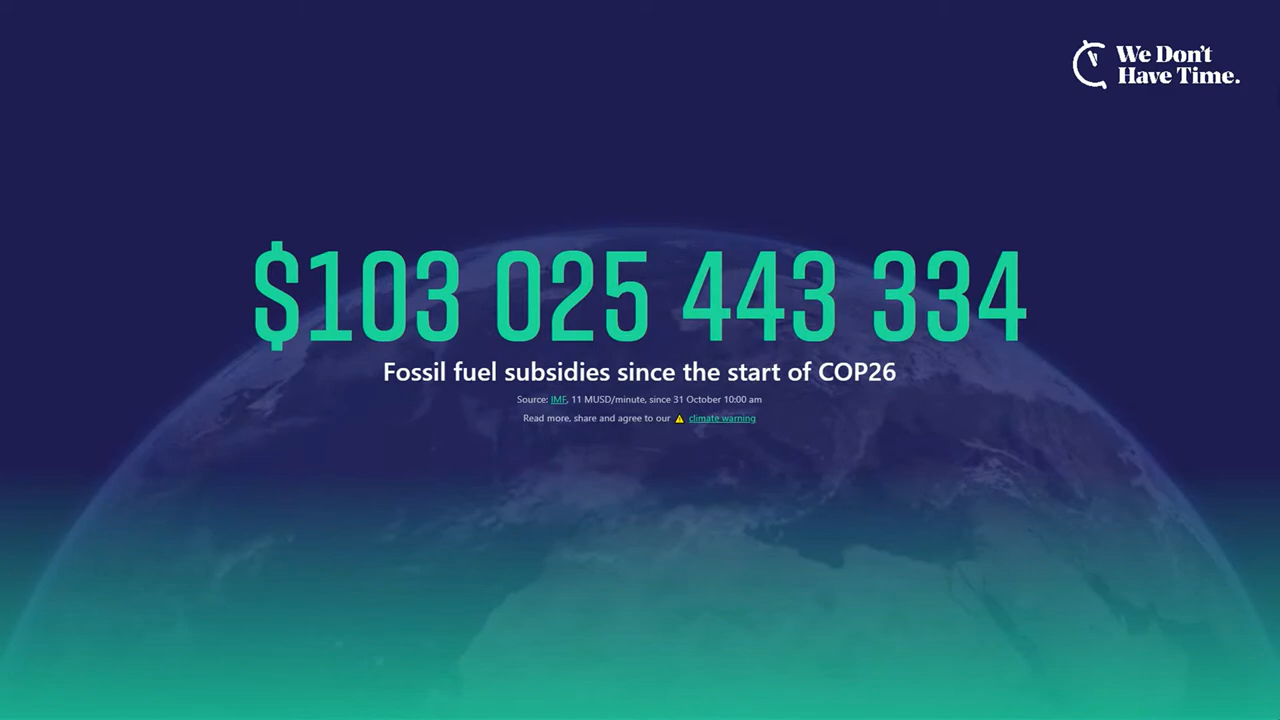 We Don't
Have Time.
$103 025 443 334
Fossil fuel subsidies since the start of COP26
Source: IMF, 11 MUSD/minute, since 31 October 10:00 am
Read more, share and agree to our ⚠ climate warning